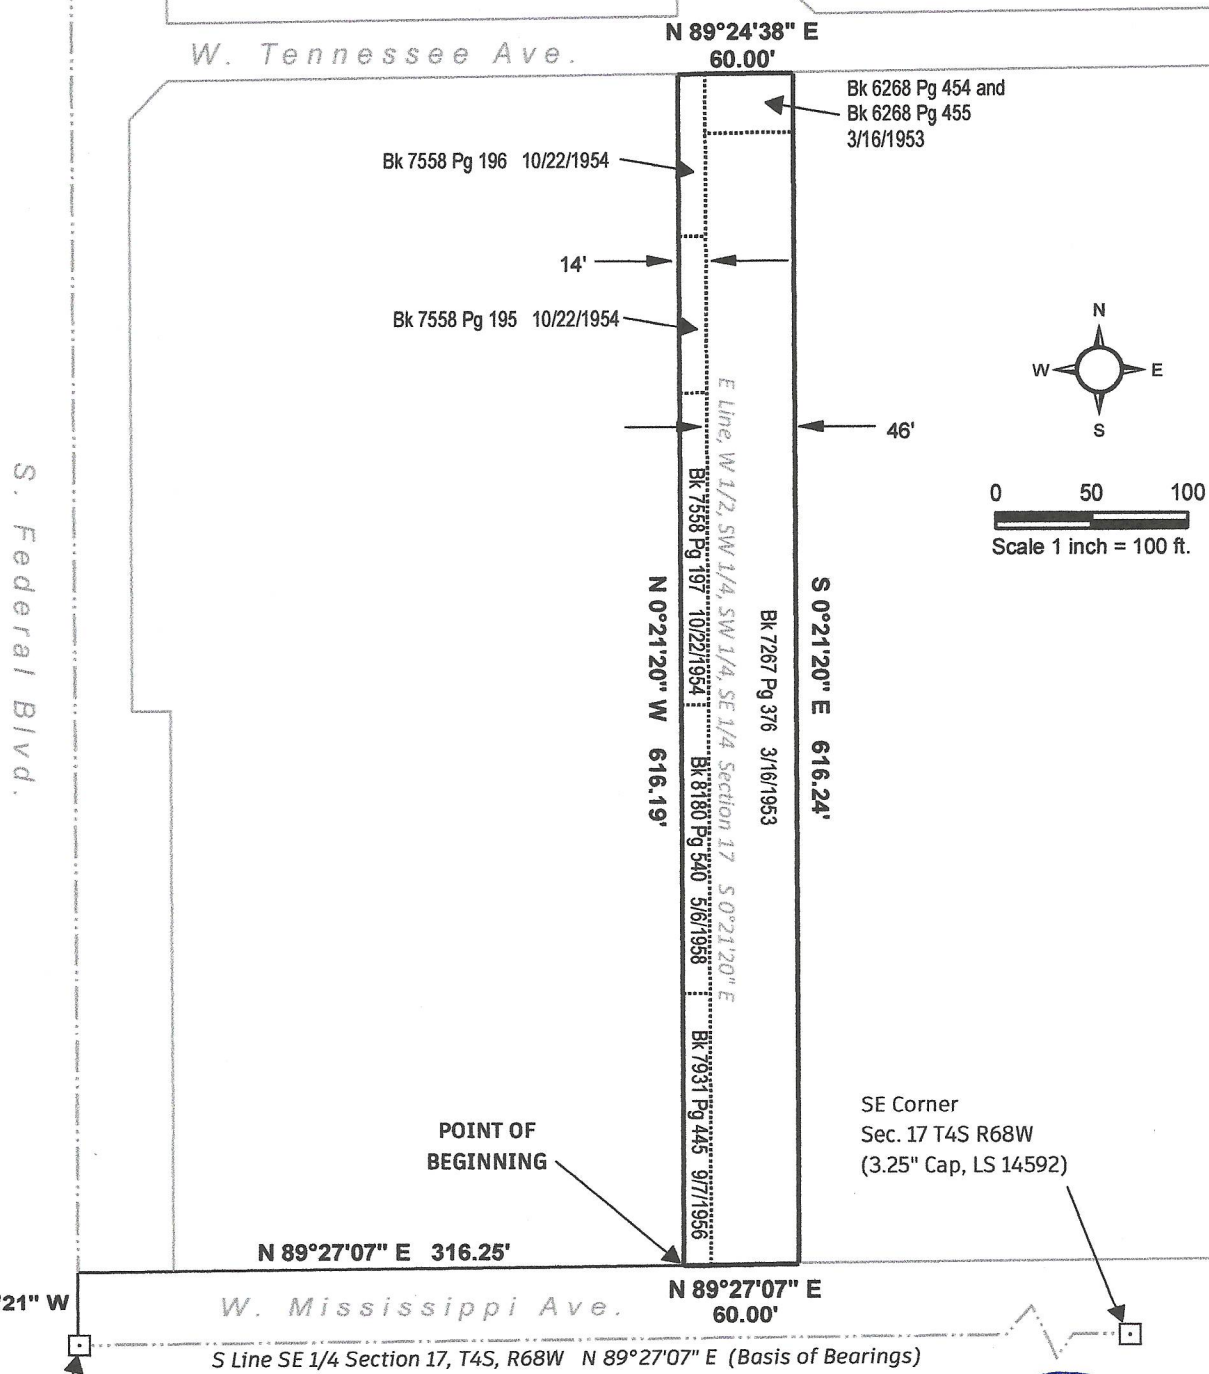 N 89°24'38" E
60.00'
W. Tennessee Ave.
Bk 6268 Pg 454 and
Bk 6268 Pg 455
3/16/1953
Bk 7558 Pg 196 10/22/1954
14'
Bk 7558 Pg 195 10/22/1954
N
W
E
S
46'
0 50 100
Scale 1 inch = 100 ft.
S. Federal Blvd.
N 0°21'20" W 616.19'
Bk 7558 Pg 197 10/22/1954
Bk 8180 Pg 540 5/6/1958
Bk 7931 Pg 445 9/7/1956
E Line, W 1/2, SW 1/4, SW 1/4, SE 1/4 Section 17 S 0°21'20" E
Bk 7267 Pg 376 3/16/1953
S 0°21'20" E 616.24'
POINT OF
BEGINNING
SE Corner
Sec. 17 T4S R68W
(3.25" Cap, LS 14592)
N 89°27'07" E 316.25'
N 89°27'07" E
60.00'
'21" W
W. Mississippi Ave.
S Line SE 1/4 Section 17, T4S, R68W N 89°27'07" E (Basis of Bearings)